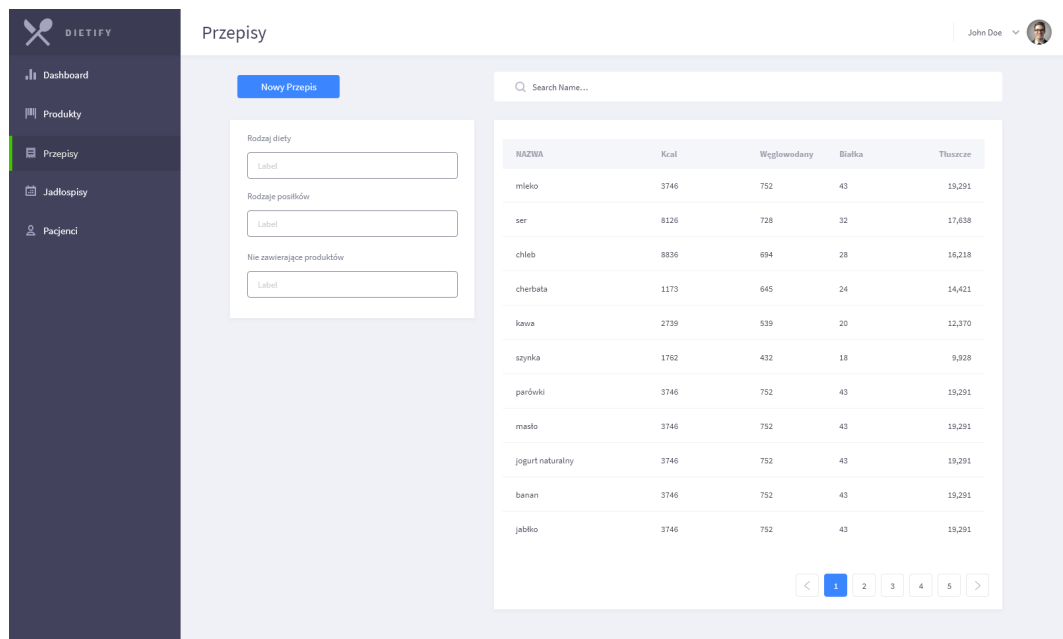 DIETIFY
Przepisy
John Doe
Dashboard
Produkty
Przepisy
Jadłospisy
Pacjenci
Nowy Przepis
Search Name...
Rodzaj diety
Label
Rodzaje posiłków
Label
Nie zawierające produktów
Label
NAZWA Kcal Węglowodany Białka Tłuszcze
mleko 3746 752 43 19,291
ser 8126 728 32 17,638
chleb 8836 694 28 16,218
cherbata 1173 645 24 14,421
kawa 2739 539 20 12,370
szynka 1762 432 18 9,928
parówki 3746 752 43 19,291
masło 3746 752 43 19,291
jogurt naturalny 3746 752 43 19,291
banan 3746 752 43 19,291
jabłko 3746 752 43 19,291
1 2 3 4 5